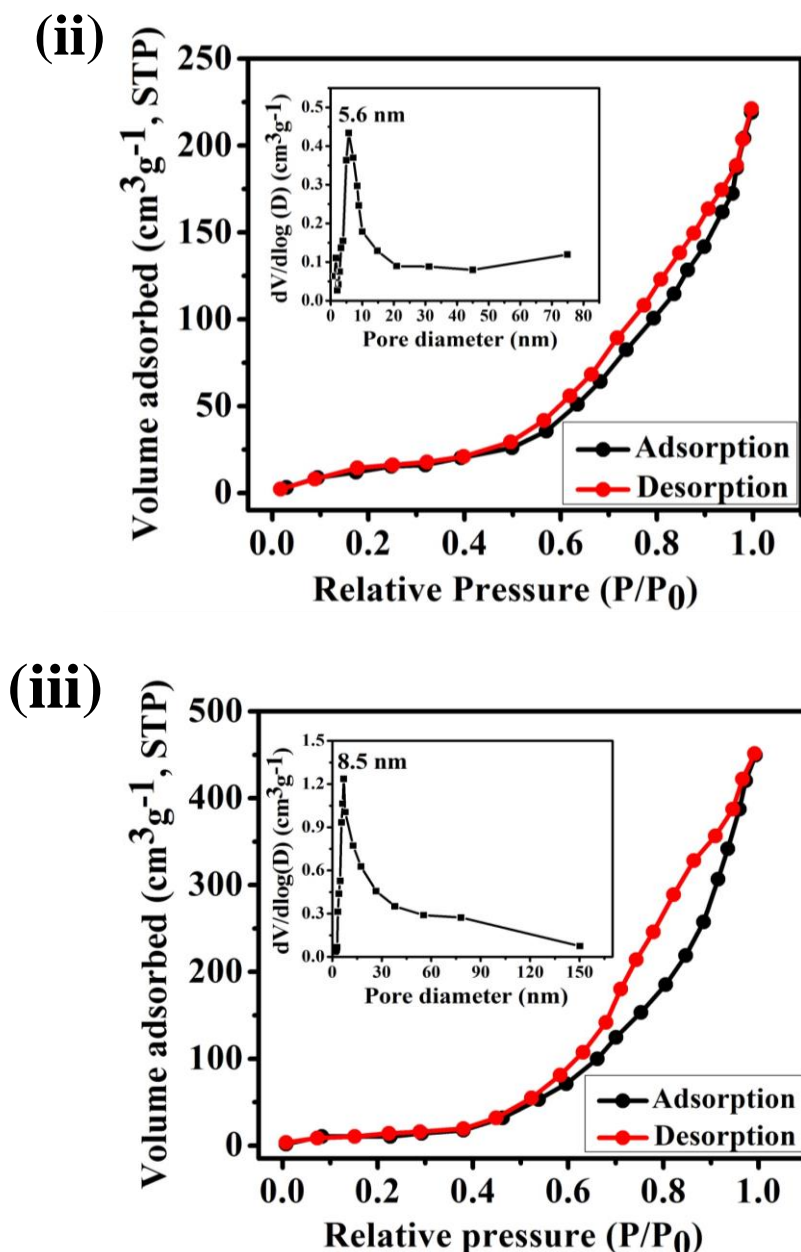 (ii)
250
200
150
100
50
0
Volume adsorbed (cm³g⁻¹, STP)
0.0 0.2 0.4 0.6 0.8 1.0
Relative Pressure (P/P₀)
Adsorption
Desorption
5.6 nm
0.5
0.4
0.3
0.2
0.1
0.0
dV/dlog (D) (cm³g⁻¹)
0 10 20 30 40 50 60 70 80
Pore diameter (nm)
(iii)
500
400
300
200
100
0
Volume adsorbed (cm³g⁻¹, STP)
0.0 0.2 0.4 0.6 0.8 1.0
Relative pressure (P/P₀)
Adsorption
Desorption
8.5 nm
1.5
1.2
0.9
0.6
0.3
0.0
dV/dlog(D) (cm³g⁻¹)
0 30 60 90 120 150
Pore diameter (nm)